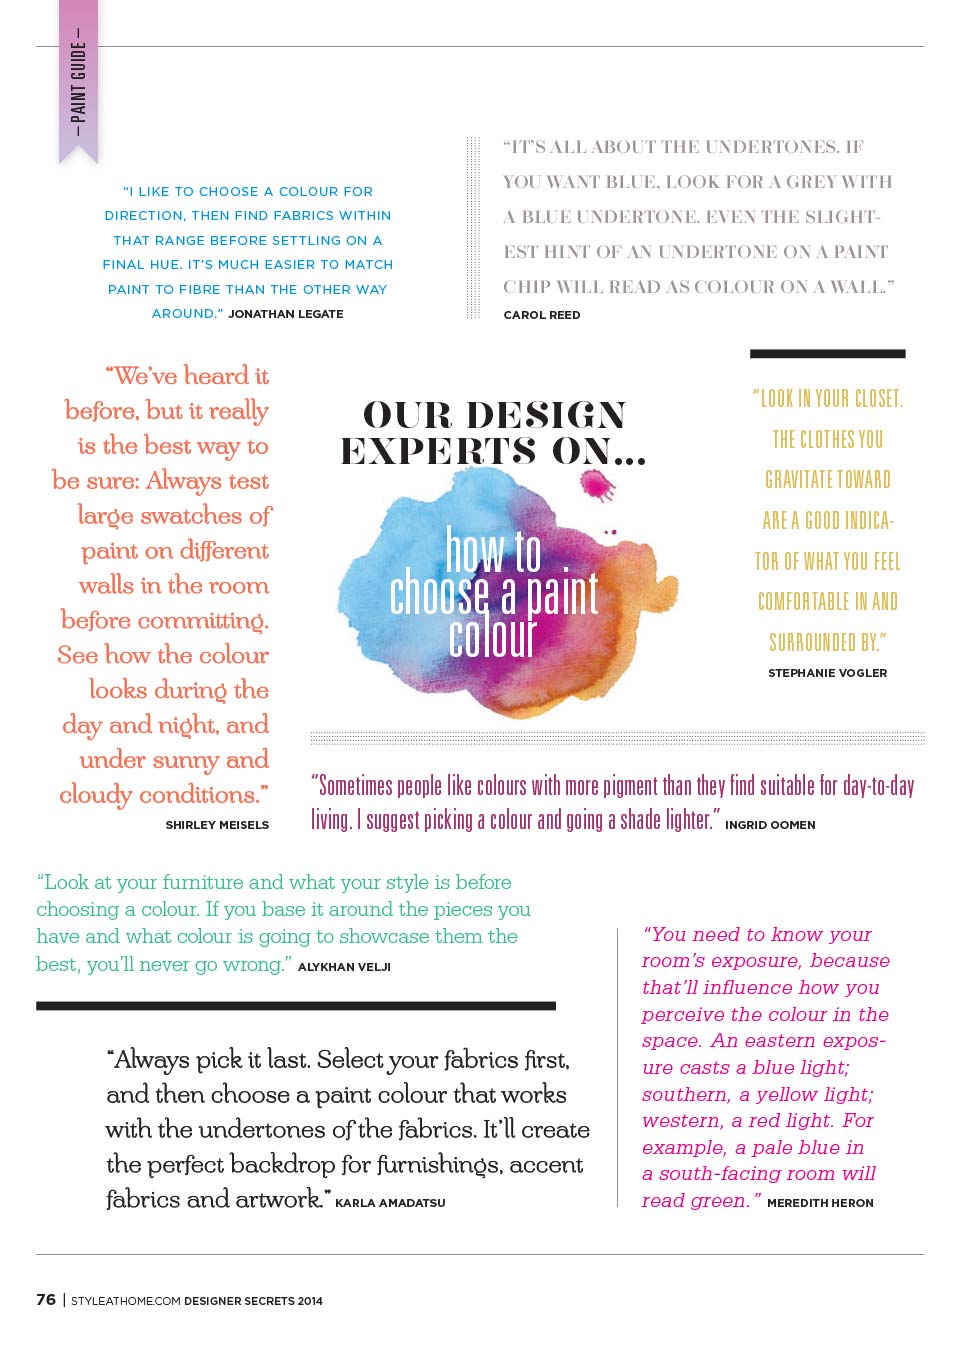 — PAINT GUIDE —
“I LIKE TO CHOOSE A COLOUR FOR
DIRECTION, THEN FIND FABRICS WITHIN
THAT RANGE BEFORE SETTLING ON A
FINAL HUE. IT’S MUCH EASIER TO MATCH
PAINT TO FIBRE THAN THE OTHER WAY
AROUND.” JONATHAN LEGATE
“IT’S ALL ABOUT THE UNDERTONES. IF
YOU WANT BLUE, LOOK FOR A GREY WITH
A BLUE UNDERTONE. EVEN THE SLIGHT-
EST HINT OF AN UNDERTONE ON A PAINT
CHIP WILL READ AS COLOUR ON A WALL.”
CAROL REED
“We’ve heard it
before, but it really
is the best way to
be sure: Always test
large swatches of
paint on different
walls in the room
before committing.
See how the colour
looks during the
day and night, and
under sunny and
cloudy conditions.”
SHIRLEY MEISELS
OUR DESIGN
EXPERTS ON...
how to
choose a paint
colour
“LOOK IN YOUR CLOSET.
THE CLOTHES YOU
GRAVITATE TOWARD
ARE A GOOD INDICA-
TOR OF WHAT YOU FEEL
COMFORTABLE IN AND
SURROUNDED BY.”
STEPHANIE VOGLER
“Sometimes people like colours with more pigment than they find suitable for day-to-day
living. I suggest picking a colour and going a shade lighter.” INGRID OOMEN
“Look at your furniture and what your style is before
choosing a colour. If you base it around the pieces you
have and what colour is going to showcase them the
best, you’ll never go wrong.” ALYKHAN VELJI
“Always pick it last. Select your fabrics first,
and then choose a paint colour that works
with the undertones of the fabrics. It’ll create
the perfect backdrop for furnishings, accent
fabrics and artwork.” KARLA AMADATSU
“You need to know your
room’s exposure, because
that’ll influence how you
perceive the colour in the
space. An eastern expos-
ure casts a blue light;
southern, a yellow light;
western, a red light. For
example, a pale blue in
a south-facing room will
read green.” MEREDITH HERON
76 | STYLEATHOME.COM DESIGNER SECRETS 2014